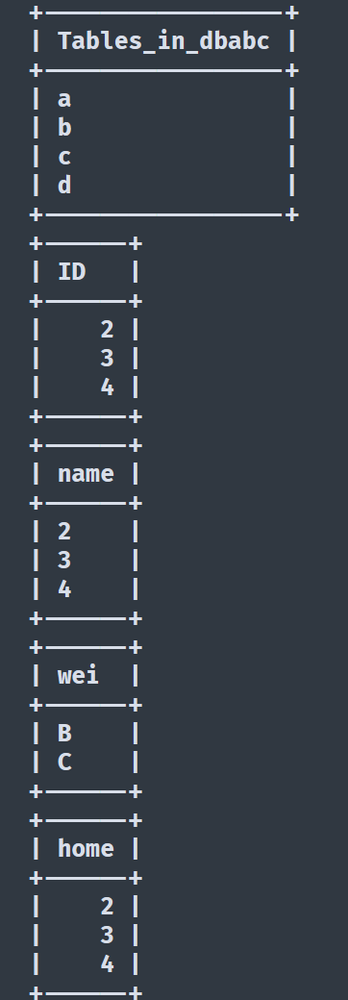 +-----------------+
| Tables_in_dbabc |
+-----------------+
| a               |
| b               |
| c               |
| d               |
+-----------------+
+------+
| ID   |
+------+
|    2 |
|    3 |
|    4 |
+------+
+------+
| name |
+------+
| 2    |
| 3    |
| 4    |
+------+
+------+
| wei  |
+------+
| B    |
| C    |
+------+
+------+
| home |
+------+
|    2 |
|    3 |
|    4 |
+------+